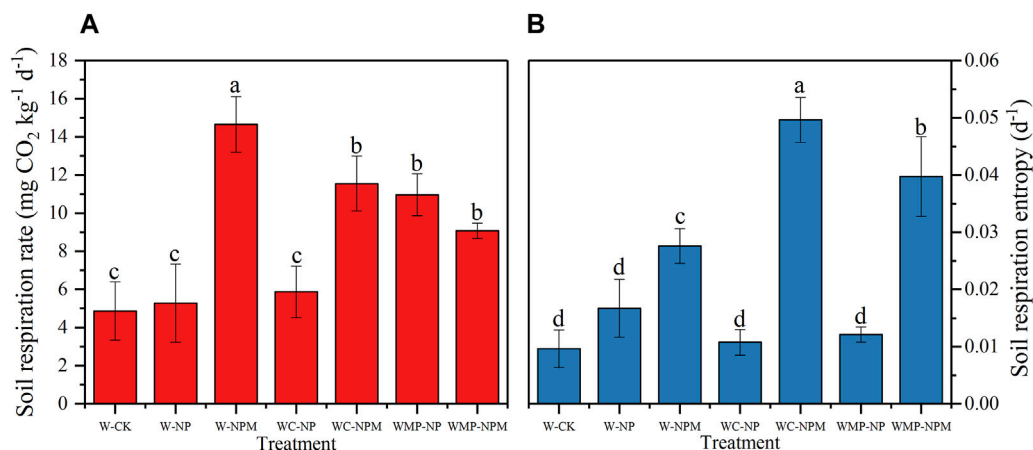 A
Soil respiration rate (mg CO₂ kg⁻¹ d⁻¹)
18
16
14
12
10
8
6
4
2
0
c
c
a
c
b
b
b
W-CK
W-NP
W-NPM
WC-NP
WC-NPM
WMP-NP
WMP-NPM
Treatment
B
d
d
c
d
a
d
b
W-CK
W-NP
W-NPM
WC-NP
WC-NPM
WMP-NP
WMP-NPM
Treatment
0.06
0.05
0.04
0.03
0.02
0.01
0.00
Soil respiration entropy (d⁻¹)